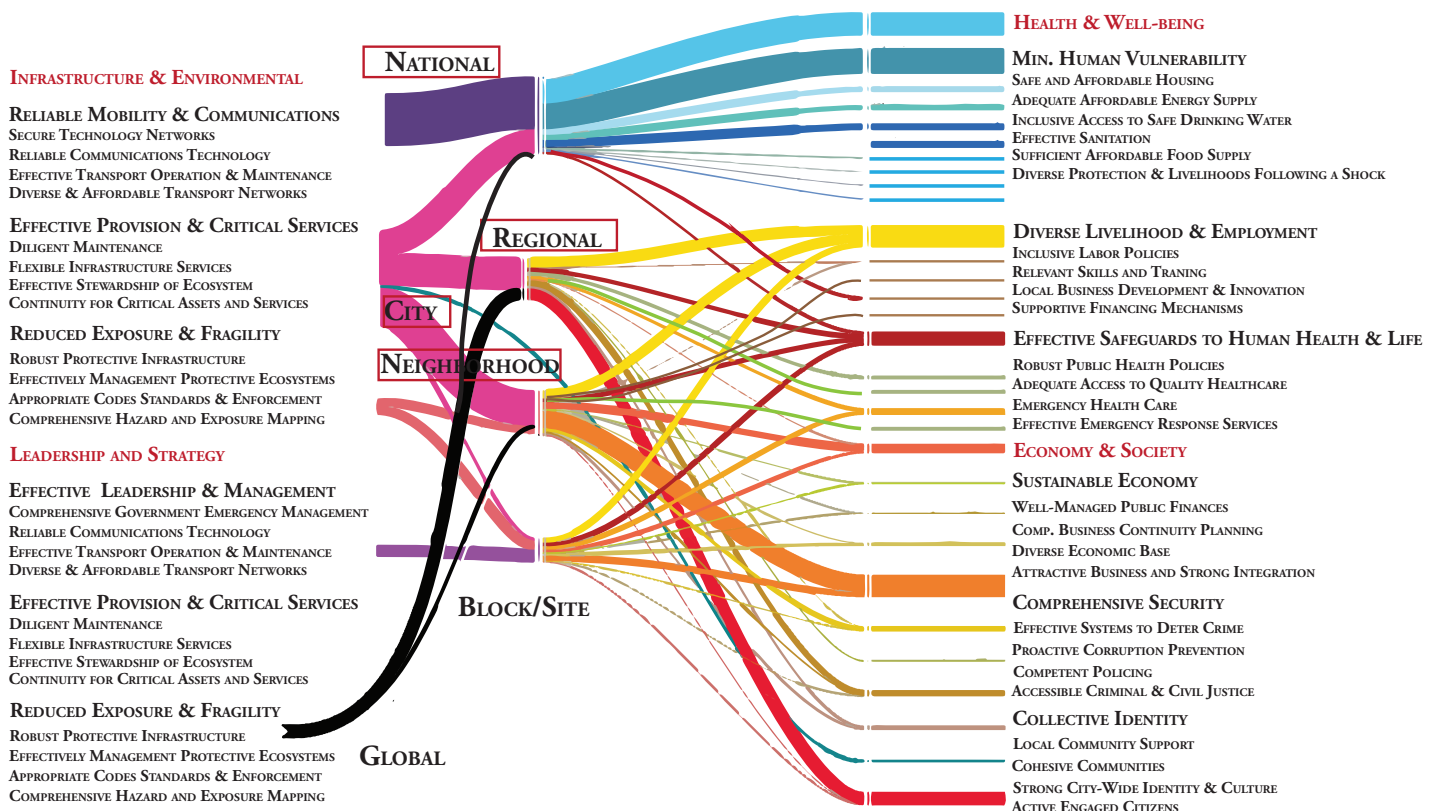 Infrastructure & Environmental
Reliable Mobility & Communications
Secure Technology Networks
Reliable Communications Technology
Effective Transport Operation & Maintenance
Diverse & Affordable Transport Networks
Effective Provision & Critical Services
Diligent Maintenance
Flexible Infrastructure Services
Effective Stewardship of Ecosystem
Continuity for Critical Assets and Services
Reduced Exposure & Fragility
Robust Protective Infrastructure
Effectively Management Protective Ecosystems
Appropriate Codes Standards & Enforcement
Comprehensive Hazard and Exposure Mapping
Leadership and Strategy
Effective Leadership & Management
Comprehensive Government Emergency Management
Reliable Communications Technology
Effective Transport Operation & Maintenance
Diverse & Affordable Transport Networks
Effective Provision & Critical Services
Diligent Maintenance
Flexible Infrastructure Services
Effective Stewardship of Ecosystem
Continuity for Critical Assets and Services
Reduced Exposure & Fragility
Robust Protective Infrastructure
Effectively Management Protective Ecosystems
Appropriate Codes Standards & Enforcement
Comprehensive Hazard and Exposure Mapping
National
Regional
City
Neighborhood
Block/Site
Global
Health & Well-being
Min. Human Vulnerability
Safe and Affordable Housing
Adequate Affordable Energy Supply
Inclusive Access to Safe Drinking Water
Effective Sanitation
Sufficient Affordable Food Supply
Diverse Protection & Livelihoods Following a Shock
Diverse Livelihood & Employment
Inclusive Labor Policies
Relevant Skills and Traning
Local Business Development & Innovation
Supportive Financing Mechanisms
Effective Safeguards to Human Health & Life
Robust Public Health Policies
Adequate Access to Quality Healthcare
Emergency Health Care
Effective Emergency Response Services
Economy & Society
Sustainable Economy
Well-Managed Public Finances
Comp. Business Continuity Planning
Diverse Economic Base
Attractive Business and Strong Integration
Comprehensive Security
Effective Systems to Deter Crime
Proactive Corruption Prevention
Competent Policing
Accessible Criminal & Civil Justice
Collective Identity
Local Community Support
Cohesive Communities
Strong City-Wide Identity & Culture
Active Engaged Citizens